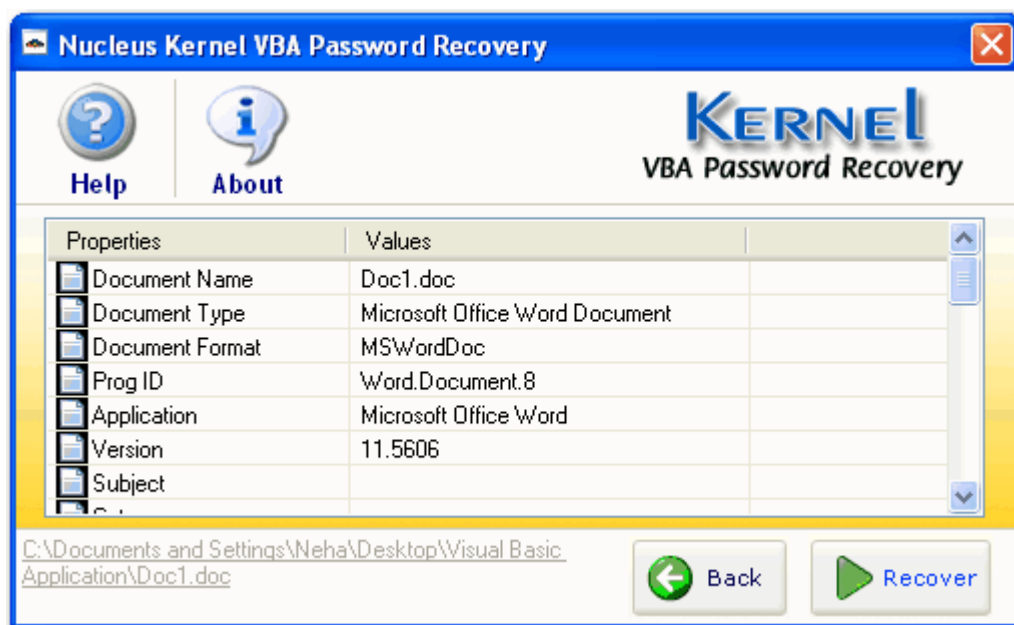 Nucleus Kernel VBA Password Recovery
Help About
KERNEL
VBA Password Recovery
Properties Values
Document Name Doc1.doc
Document Type Microsoft Office Word Document
Document Format MSWordDoc
Prog ID Word.Document.8
Application Microsoft Office Word
Version 11.5606
Subject
C:\Documents and Settings\Neha\Desktop\Visual Basic
Application\Doc1.doc
Back Recover